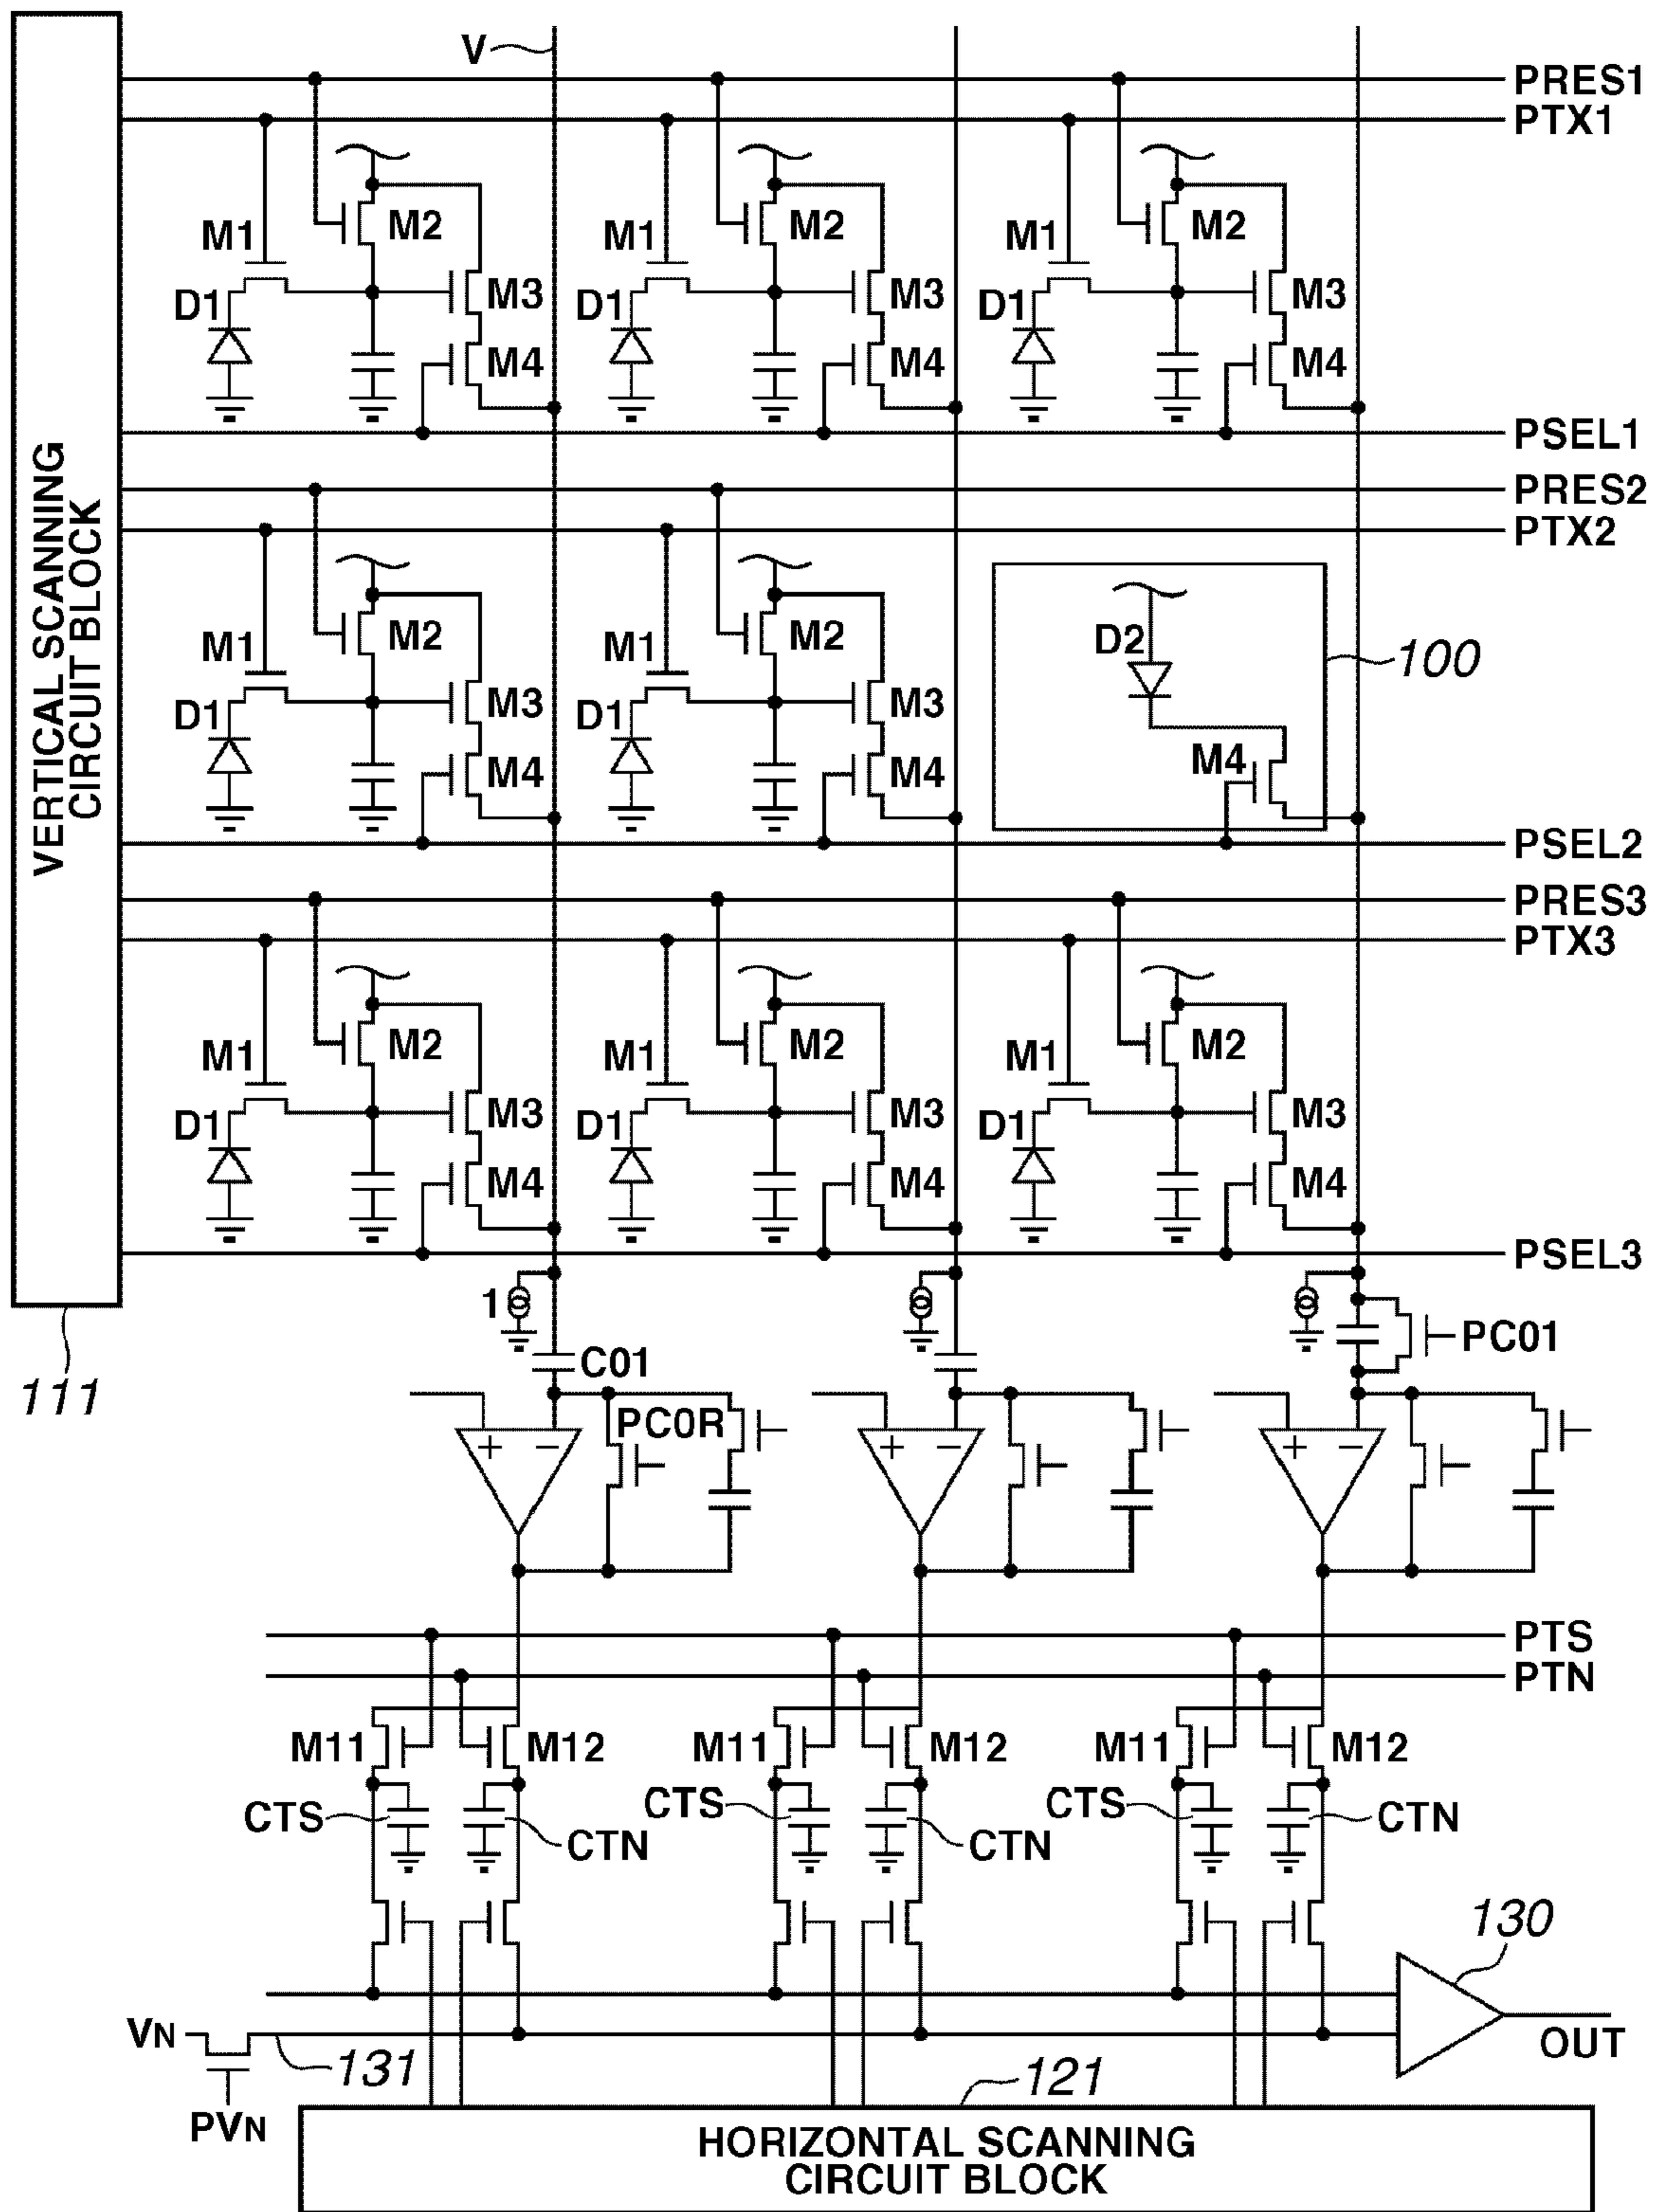 V
PRES1
PTX1
M1 M2 M1 M2 M1 M2
D1 M3 D1 M3 D1 M3
M4 M4 M4
PSEL1
PRES2
PTX2
M1 M2 M1 M2 D2 100
D1 M3 D1 M3
M4 M4 M4
PSEL2
PRES3
PTX3
M1 M2 M1 M2 M1 M2
D1 M3 D1 M3 D1 M3
M4 M4 M4
PSEL3
VERTICAL SCANNING
CIRCUIT BLOCK
111
1
C01
PC01
PC0R
+ − + − + −
PTS
PTN
M11 M12 M11 M12 M11 M12
CTS CTN CTS CTN CTS CTN
130
VN
131
OUT
PVN
121
HORIZONTAL SCANNING
CIRCUIT BLOCK